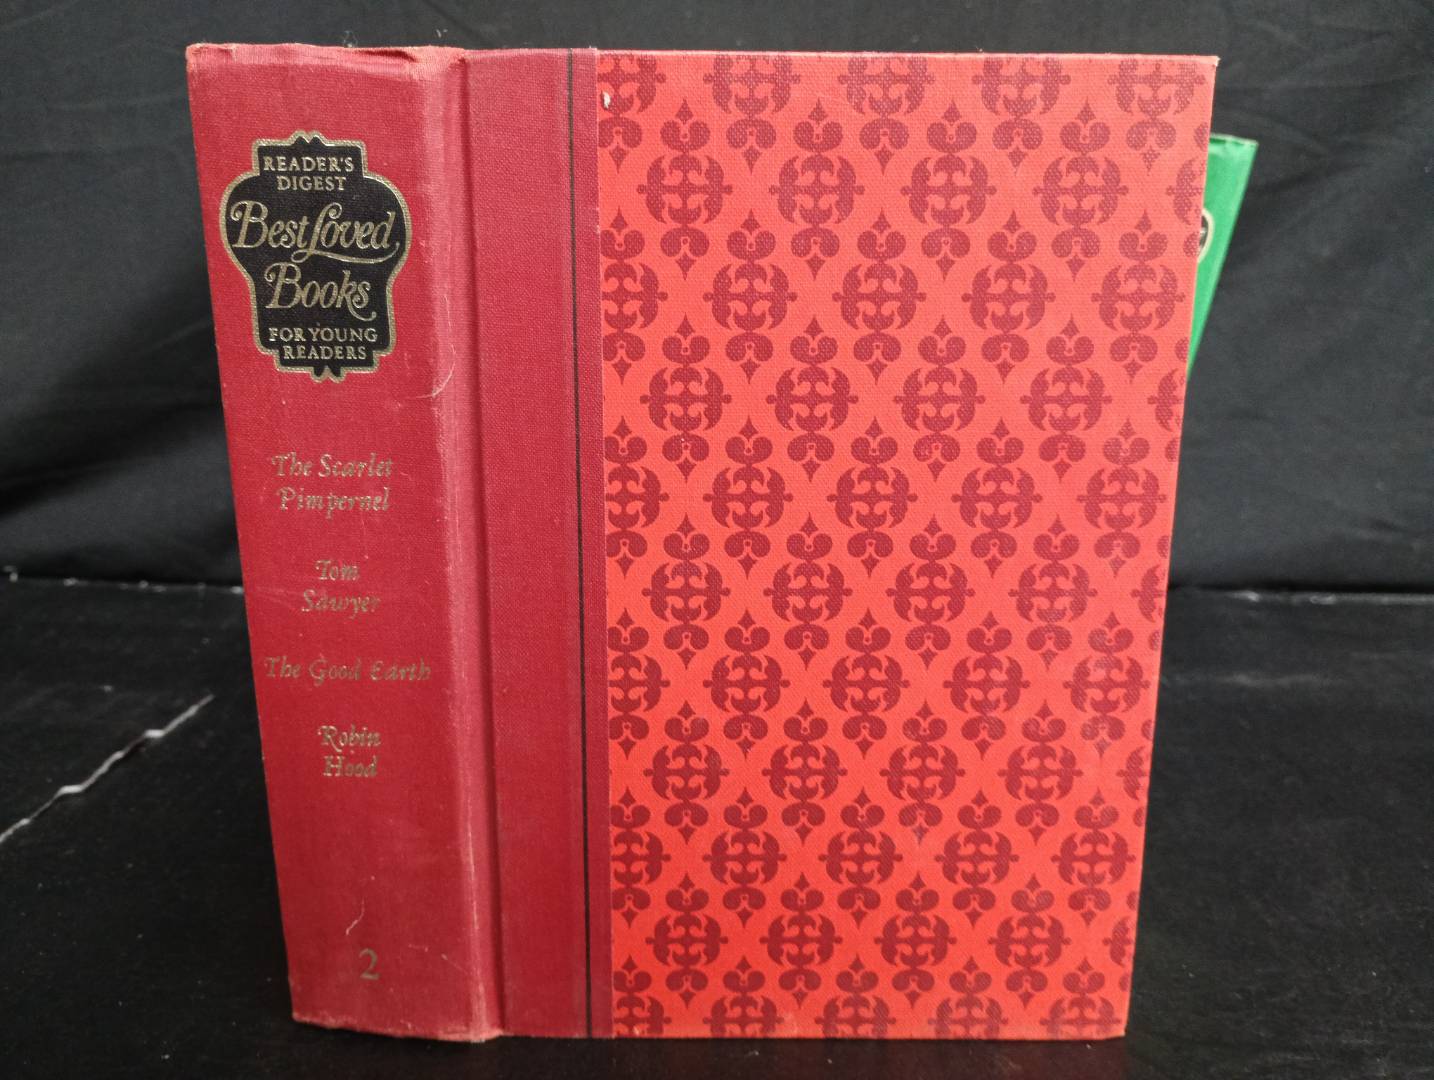 READER'S
DIGEST
Best Loved
Books
FOR YOUNG
READERS
The Scarlet
Pimpernel
Tom
Sawyer
The Good Earth
Robin
Hood
2